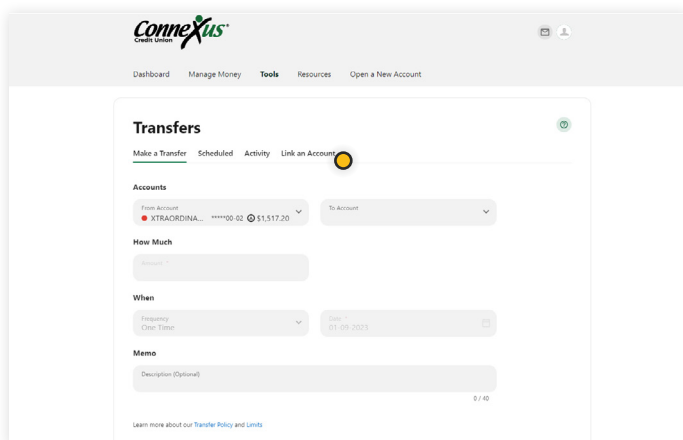 Connexus®
Credit Union
Dashboard Manage Money Tools Resources Open a New Account
Transfers
Make a Transfer Scheduled Activity Link an Account
Accounts
From Account
XTRAORDINA... *****00-02 $1,517.20
To Account
How Much
Amount *
When
Frequency
One Time
Date *
01-09-2025
Memo
Description (Optional)
0 / 40
Learn more about our Transfer Policy and Limits